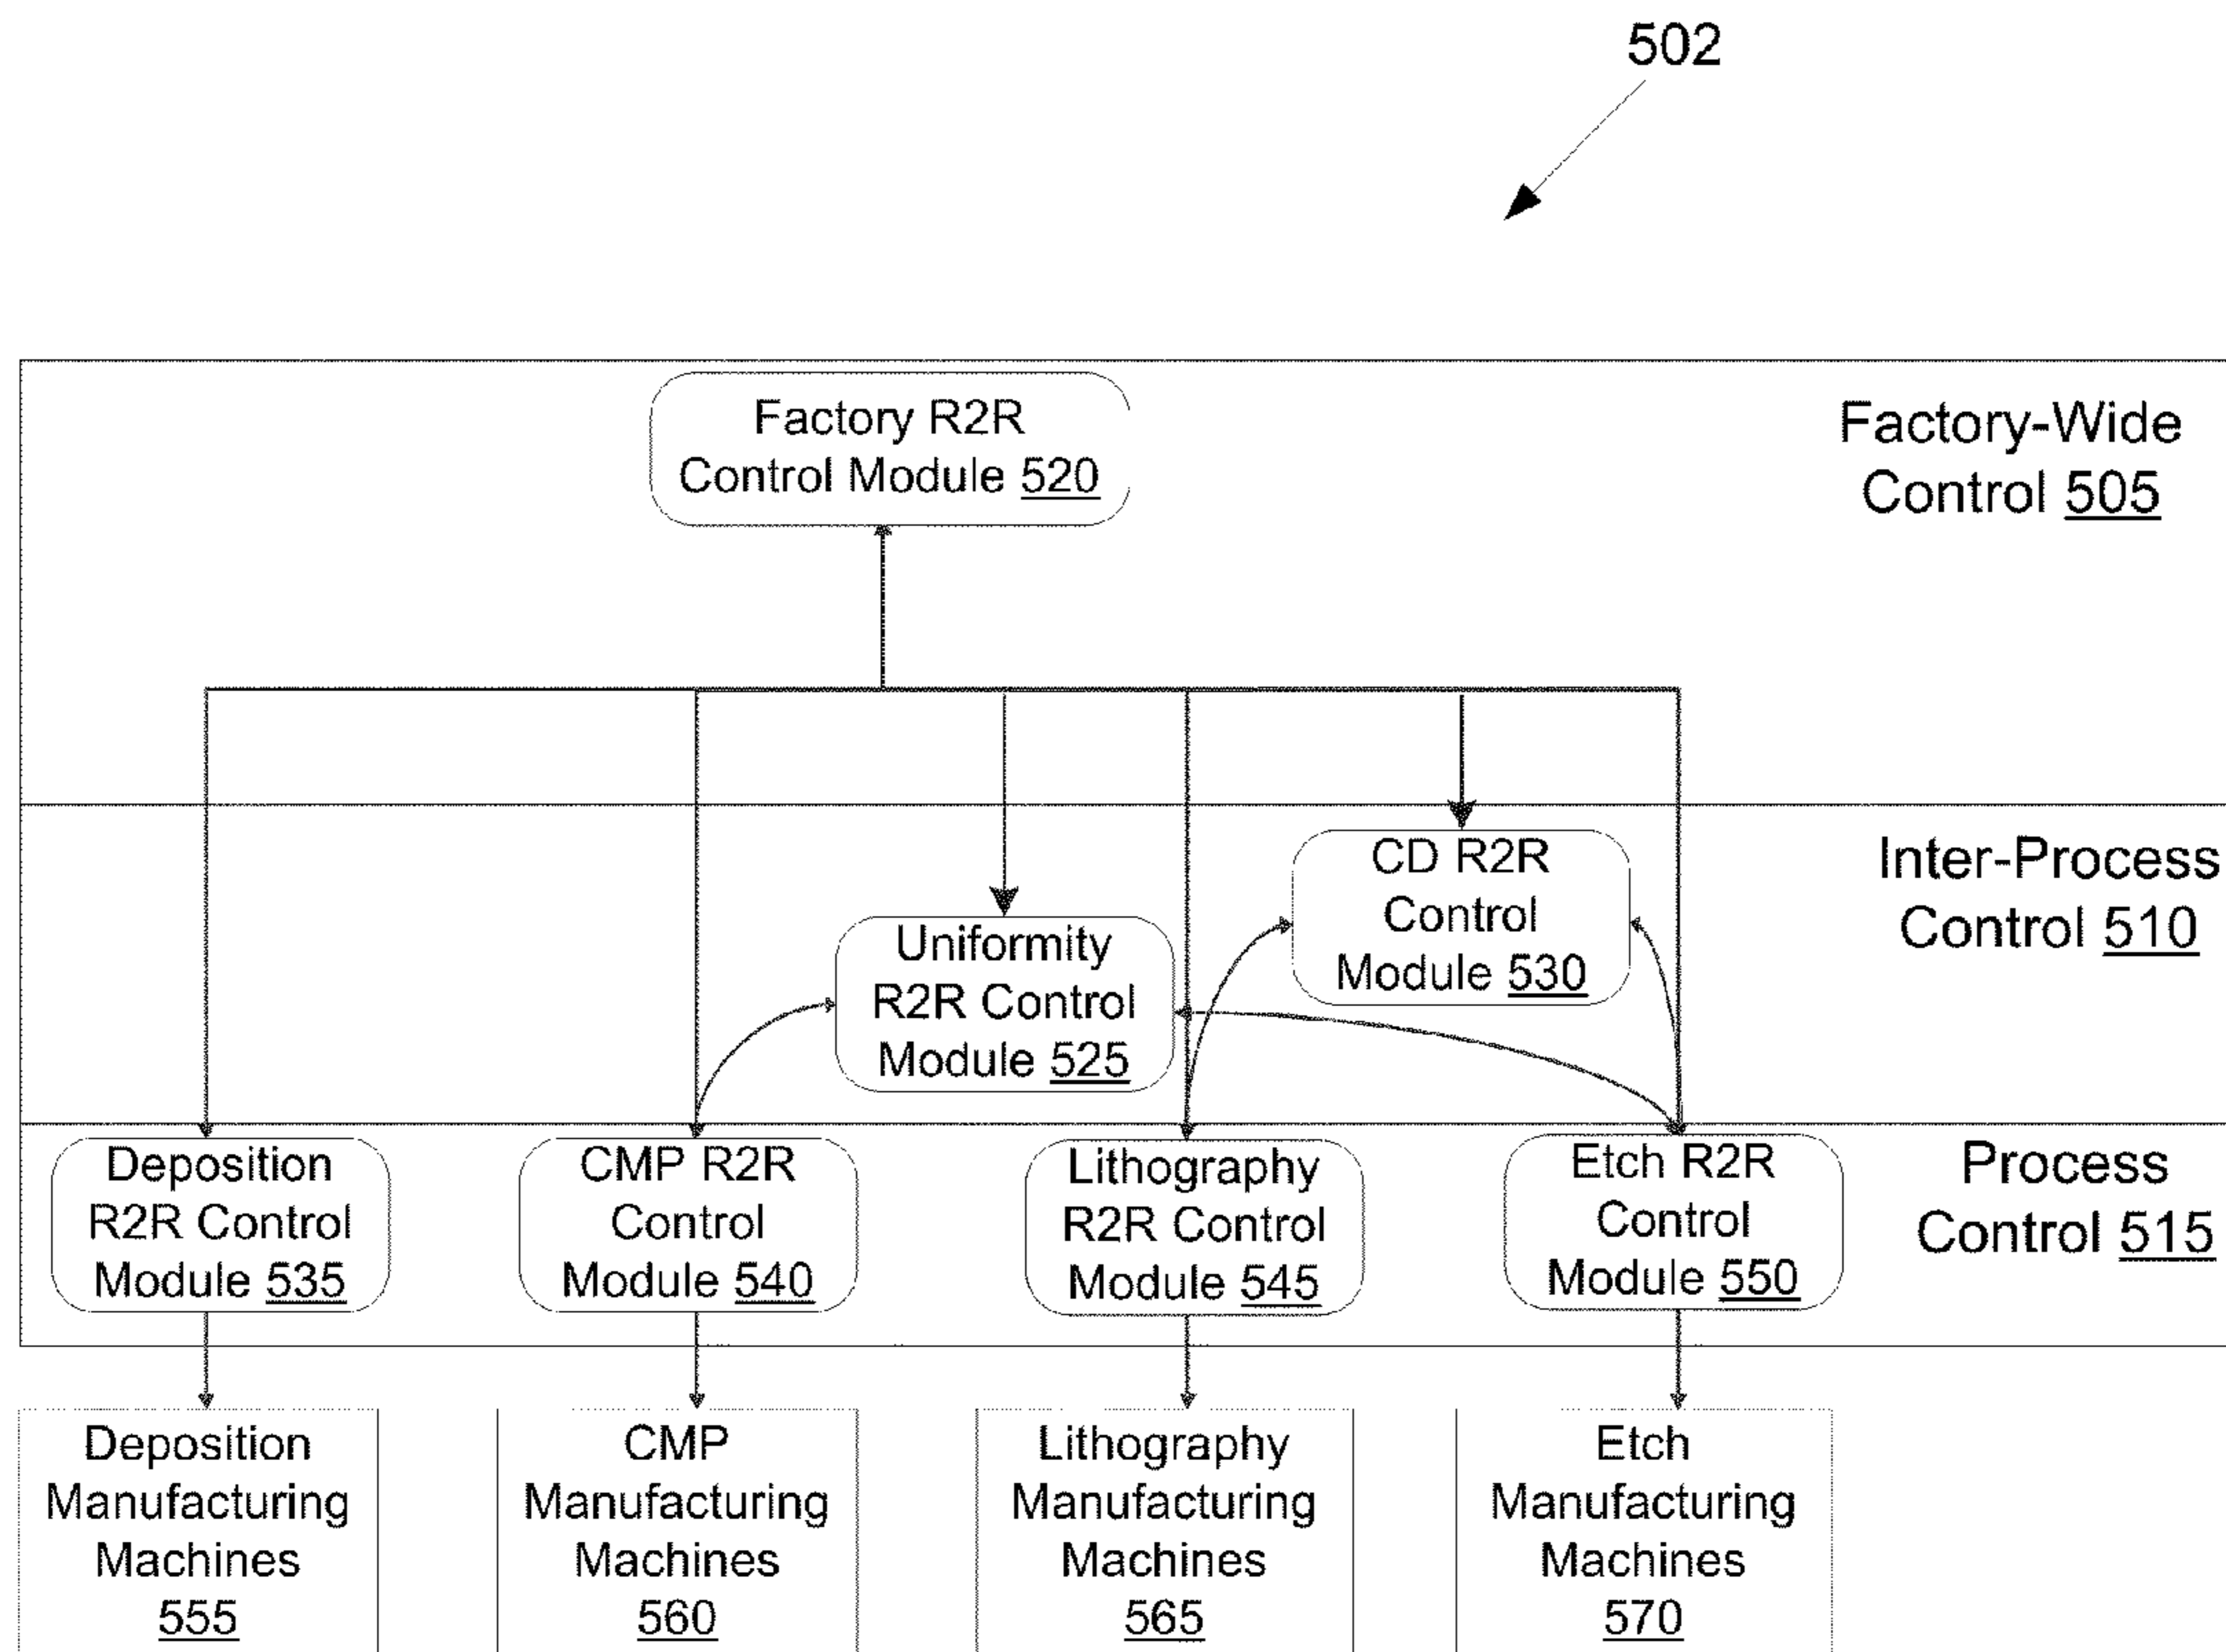 502
Factory R2R
Control Module 520
Factory-Wide
Control 505
CD R2R
Control
Module 530
Inter-Process
Control 510
Uniformity
R2R Control
Module 525
Deposition
R2R Control
Module 535
CMP R2R
Control
Module 540
Lithography
R2R Control
Module 545
Etch R2R
Control
Module 550
Process
Control 515
Deposition
Manufacturing
Machines
555
CMP
Manufacturing
Machines
560
Lithography
Manufacturing
Machines
565
Etch
Manufacturing
Machines
570